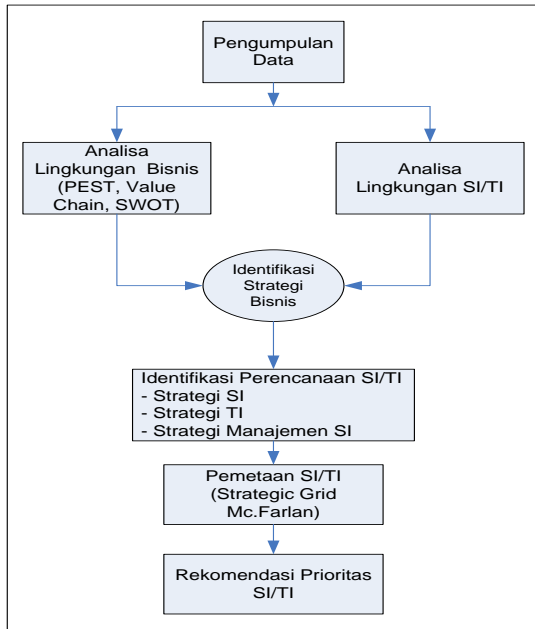 Pengumpulan
Data
Analisa
Lingkungan Bisnis
(PEST, Value
Chain, SWOT)
Analisa
Lingkungan SI/TI
Identifikasi
Strategi
Bisnis
Identifikasi Perencanaan SI/TI
- Strategi SI
- Strategi TI
- Strategi Manajemen SI
Pemetaan SI/TI
(Strategic Grid
Mc.Farlan)
Rekomendasi Prioritas
SI/TI